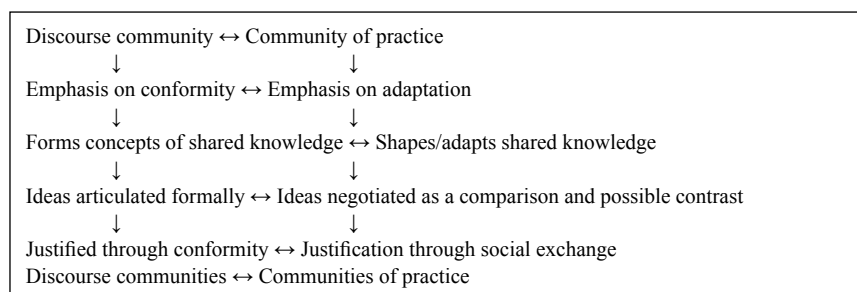 Discourse community ↔ Community of practice
↓ ↓
Emphasis on conformity ↔ Emphasis on adaptation
↓ ↓
Forms concepts of shared knowledge ↔ Shapes/adapts shared knowledge
↓ ↓
Ideas articulated formally ↔ Ideas negotiated as a comparison and possible contrast
↓ ↓
Justified through conformity ↔ Justification through social exchange
Discourse communities ↔ Communities of practice